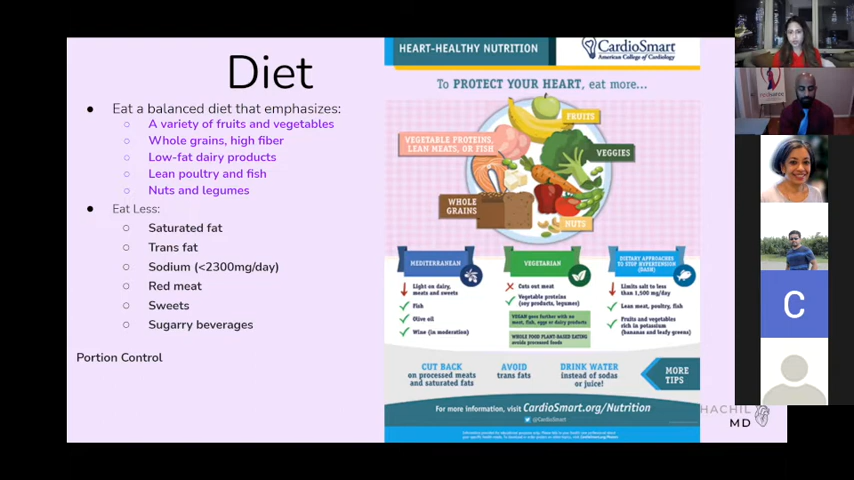 Diet
● Eat a balanced diet that emphasizes:
○ A variety of fruits and vegetables
○ Whole grains, high fiber
○ Low-fat dairy products
○ Lean poultry and fish
○ Nuts and legumes
● Eat Less:
○ Saturated fat
○ Trans fat
○ Sodium (<2300mg/day)
○ Red meat
○ Sweets
○ Sugarry beverages
Portion Control
HEART-HEALTHY NUTRITION
CardioSmart
American College of Cardiology
To PROTECT YOUR HEART, eat more...
FRUITS
VEGETABLE PROTEINS,
LEAN MEATS, OR FISH
VEGGIES
WHOLE
GRAINS
NUTS
MEDITERRANEAN
Light on dairy,
meats and sweets
Fish
Olive oil
Wine (in moderation)
VEGETARIAN
Cuts out meat
Vegetable proteins
(soy products, legumes)
VEGAN goes further with no
meat, fish, eggs or dairy products
WHOLE FOOD PLANT-BASED EATING
avoids processed foods
DIETARY APPROACHES
TO STOP HYPERTENSION
(DASH)
Limits salt to less
than 1,500 mg/day
Lean meat, poultry, fish
Fruits and vegetables
rich in potassium
(bananas and leafy greens)
CUT BACK
on processed meats
and saturated fats
AVOID
trans fats
DRINK WATER
instead of sodas
or juice!
MORE
TIPS
For more information, visit CardioSmart.org/Nutrition
@CardioSmart
HACHIL
MD
C